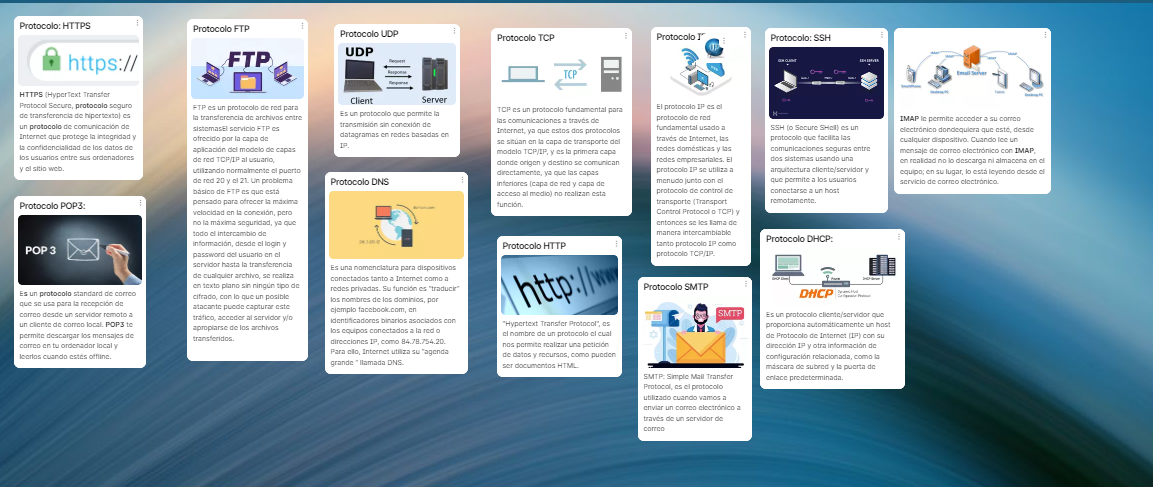 Protocolo: HTTPS
https://
HTTPS (HyperText Transfer
Protocol Secure, protocolo seguro
de transferencia de hipertexto) es
un protocolo de comunicación de
Internet que protege la integridad y
la confidencialidad de los datos de
los usuarios entre sus ordenadores
y el sitio web.
Protocolo POP3:
POP 3
Es un protocolo standard de correo
que se usa para la recepción de
correo desde un servidor remoto a
un cliente de correo local. POP3 te
permite descargar los mensajes de
correo en tu ordenador local y
leerlos cuando estés offline.
Protocolo FTP
FTP
FTP es un protocolo de red para
la transferencia de archivos entre
sistemasEl servicio FTP es
ofrecido por la capa de
aplicación del modelo de capas
de red TCP/IP al usuario,
utilizando normalmente el puerto
de red 20 y el 21. Un problema
básico de FTP es que está
pensado para ofrecer la máxima
velocidad en la conexión, pero
no la máxima seguridad, ya que
todo el intercambio de
información, desde el login y
password del usuario en el
servidor hasta la transferencia
de cualquier archivo, se realiza
en texto plano sin ningún tipo de
cifrado, con lo que un posible
atacante puede capturar este
tráfico, acceder al servidor y/o
apropiarse de los archivos
transferidos.
Protocolo UDP
UDP
Request
Response
Response
Client
Server
Es un protocolo que permite la
transmisión sin conexión de
datagramas en redes basadas en
IP.
Protocolo DNS
Es una nomenclatura para dispositivos
conectados tanto a Internet como a
redes privadas. Su función es "traducir"
los nombres de los dominios, por
ejemplo facebook.com, en
identificadores binarios asociados con
los equipos conectados a la red o
direcciones IP, como 84.78.754.20.
Para ello, Internet utiliza su "agenda
grande " llamada DNS.
Protocolo TCP
TCP
TCP es un protocolo fundamental para
las comunicaciones a través de
Internet, ya que estos dos protocolos
se sitúan en la capa de transporte del
modelo TCP/IP, y es la primera capa
donde origen y destino se comunican
directamente, ya que las capas
inferiores (capa de red y capa de
acceso al medio) no realizan esta
función.
Protocolo HTTP
http://www
"Hypertext Transfer Protocol", es
el nombre de un protocolo el cual
nos permite realizar una petición
de datos y recursos, como pueden
ser documentos HTML.
Protocolo IP
El protocolo IP es el
protocolo de red
fundamental usado a
través de Internet, las
redes domésticas y las
redes empresariales. El
protocolo IP se utiliza a
menudo junto con el
protocolo de control de
transporte (Transport
Control Protocol o TCP) y
entonces se les llama de
manera intercambiable
tanto protocolo IP como
protocolo TCP/IP.
Protocolo SMTP
SMTP
SMTP: Simple Mail Transfer
Protocol, es el protocolo
utilizado cuando vamos a
enviar un correo electrónico a
través de un servidor de
correo
Protocolo: SSH
SSH CLIENT
SSH SERVER
SSH (o Secure SHell) es un
protocolo que facilita las
comunicaciones seguras entre
dos sistemas usando una
arquitectura cliente/servidor y
que permite a los usuarios
conectarse a un host
remotamente.
Protocolo DHCP:
DHCP
Es un protocolo cliente/servidor que
proporciona automáticamente un host
de Protocolo de Internet (IP) con su
dirección IP y otra información de
configuración relacionada, como la
máscara de subred y la puerta de
enlace predeterminada.
Email Server
IMAP le permite acceder a su correo
electrónico dondequiera que esté, desde
cualquier dispositivo. Cuando lee un
mensaje de correo electrónico con IMAP,
en realidad no lo descarga ni almacena en el
equipo; en su lugar, lo está leyendo desde el
servicio de correo electrónico.